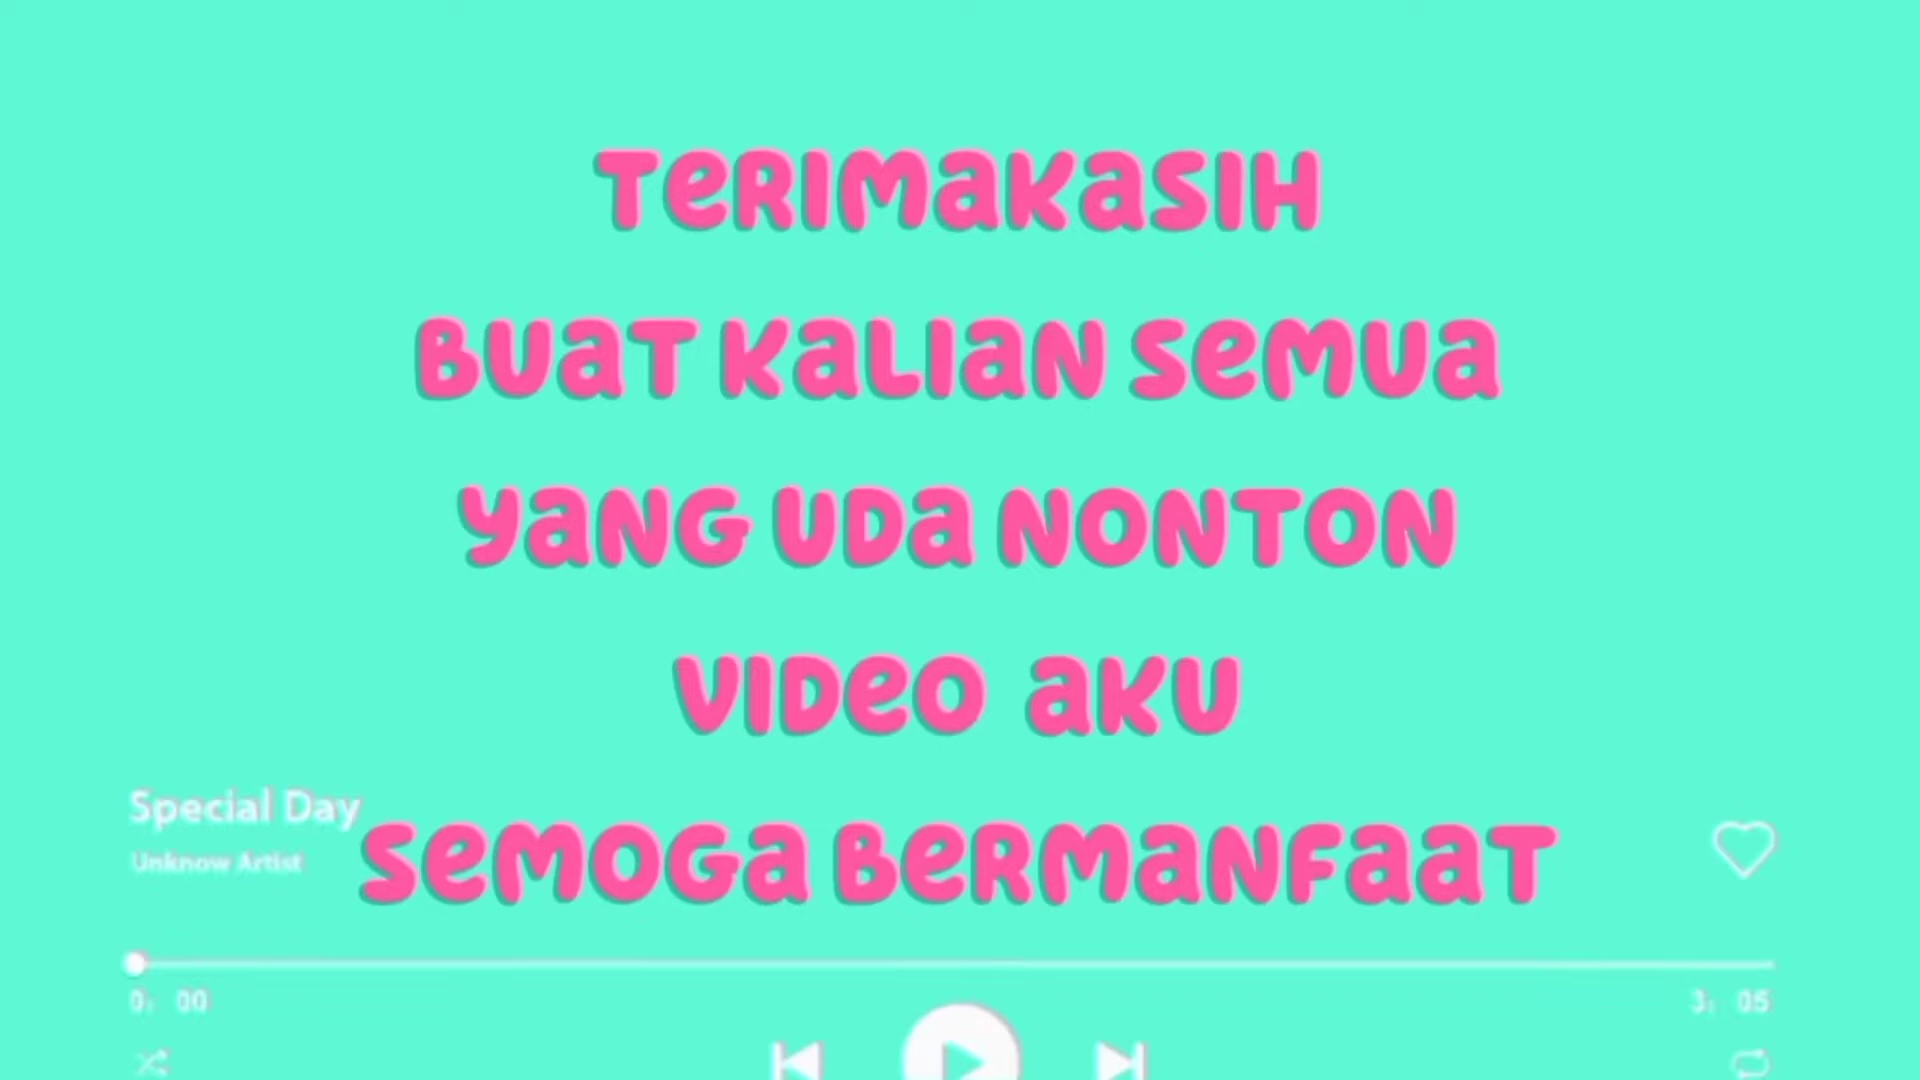 TERIMAKASIH
BUAT KALIAN SEMUA
YANG UDA NONTON
VIDEO AKU
Special Day
SEMOGA BERMANFAAT
Unknow Artist
0: 00
3: 05